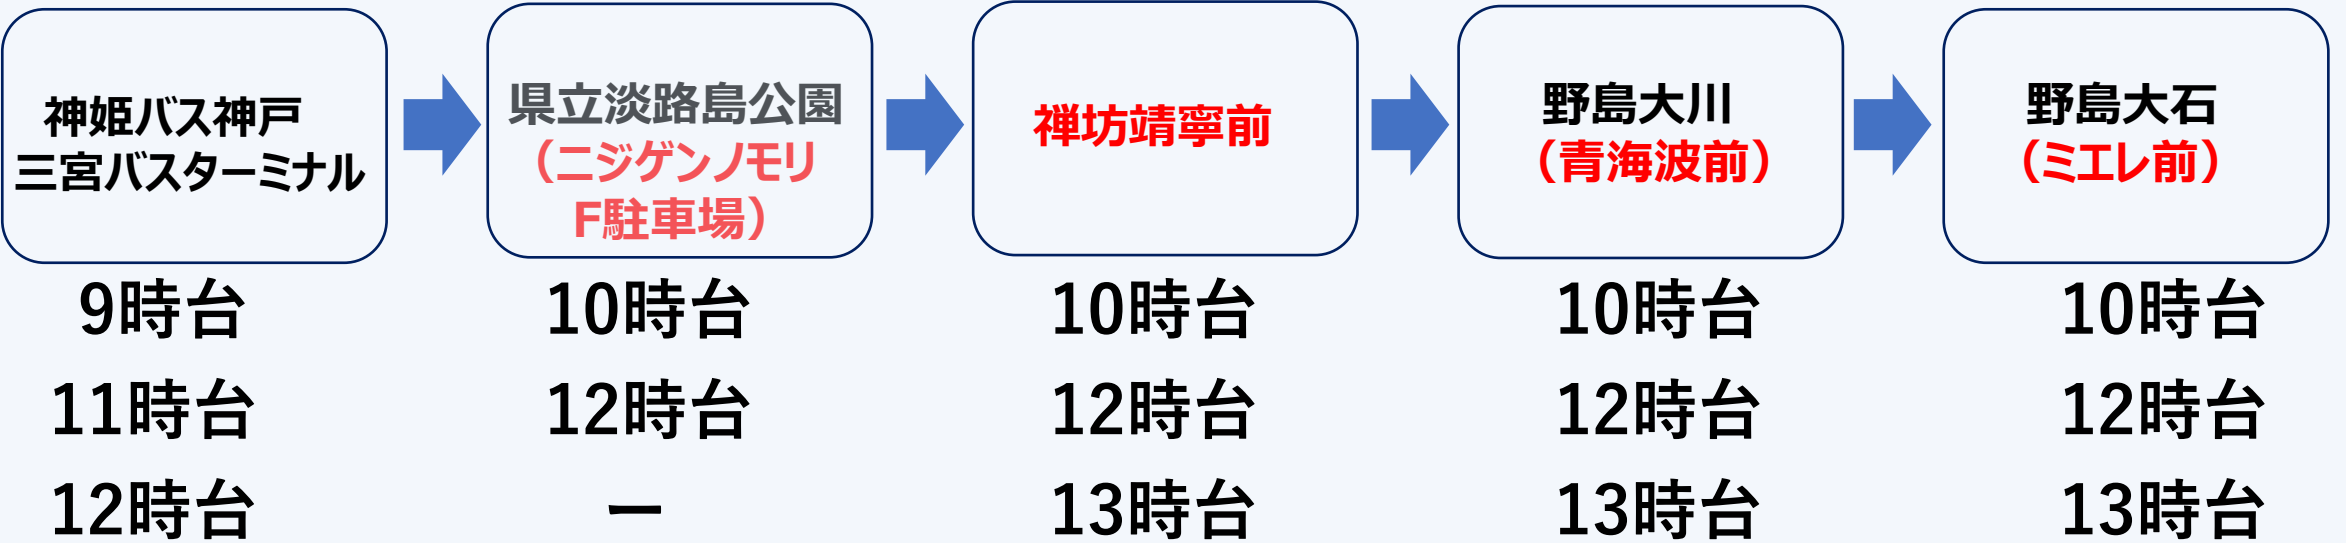 神姫バス神戸
三宮バスターミナル
県立淡路島公園
（ニジゲンノモリ
F駐車場）
禅坊靖寧前
野島大川
（青海波前）
野島大石
（ミエレ前）
9時台 10時台 10時台 10時台 10時台
11時台 12時台 12時台 12時台 12時台
12時台 ー 13時台 13時台 13時台